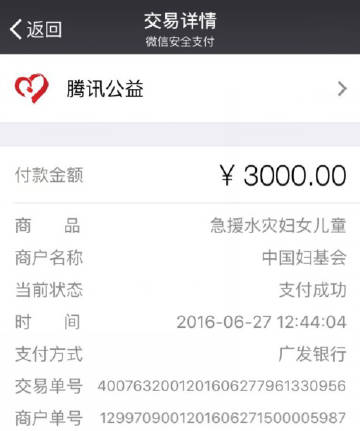 返回
交易详情
微信安全支付
腾讯公益
付款金额 ¥ 3000.00
商 品 急援水灾妇女儿童
商户名称 中国妇基会
当前状态 支付成功
时 间 2016-06-27 12:44:04
支付方式 广发银行
交易单号 4007632001201606277961330956
商户单号 1299709001201606271500005987